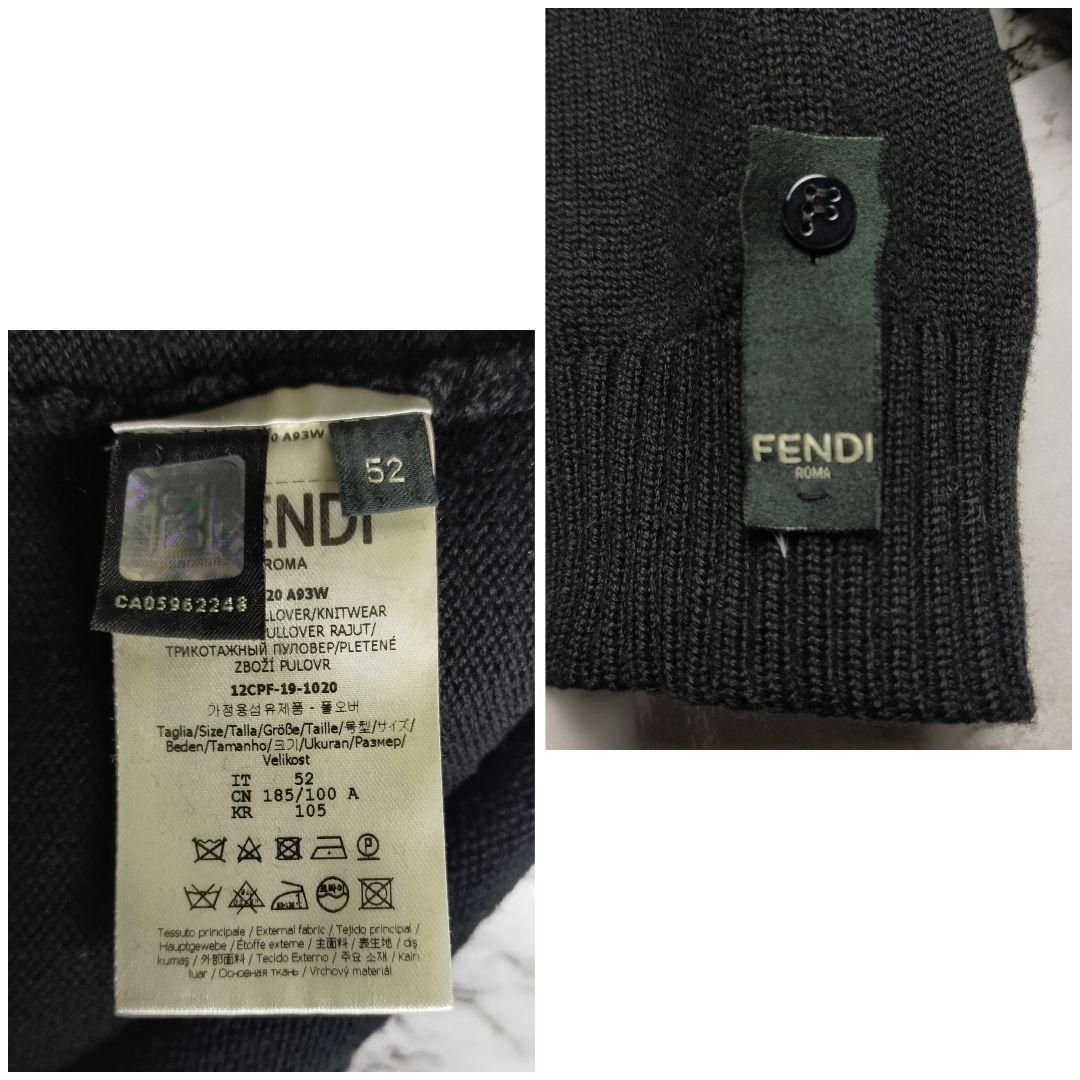 A93W
52
ENDI
ROMA
CA05962248
20 A93W
LLOVER/KNITWEAR
ULLOVER RAJUT/
ТРИКОТАЖНЫЙ ПУЛОВЕР/PLETENÉ
ZBOŽÍ PULOVR
12CPF-19-1020
가정용섬유제품 - 풀오버
Taglia/Size/Talla/Größe/Taille/号型/サイズ/
Beden/Tamanho/크기/Ukuran/Размер/
Velikost
IT 52
CN 185/100 A
KR 105
Tessuto principale / External fabric / Tejido principal /
Hauptgewebe / Étoffe externe / 主面料 / 表生地 / dış
kumaş / 外部面料 / Tecido Externo / 주요 소재 / Kain
luar / Основная ткань / Vrchový materiál
FENDI
ROMA